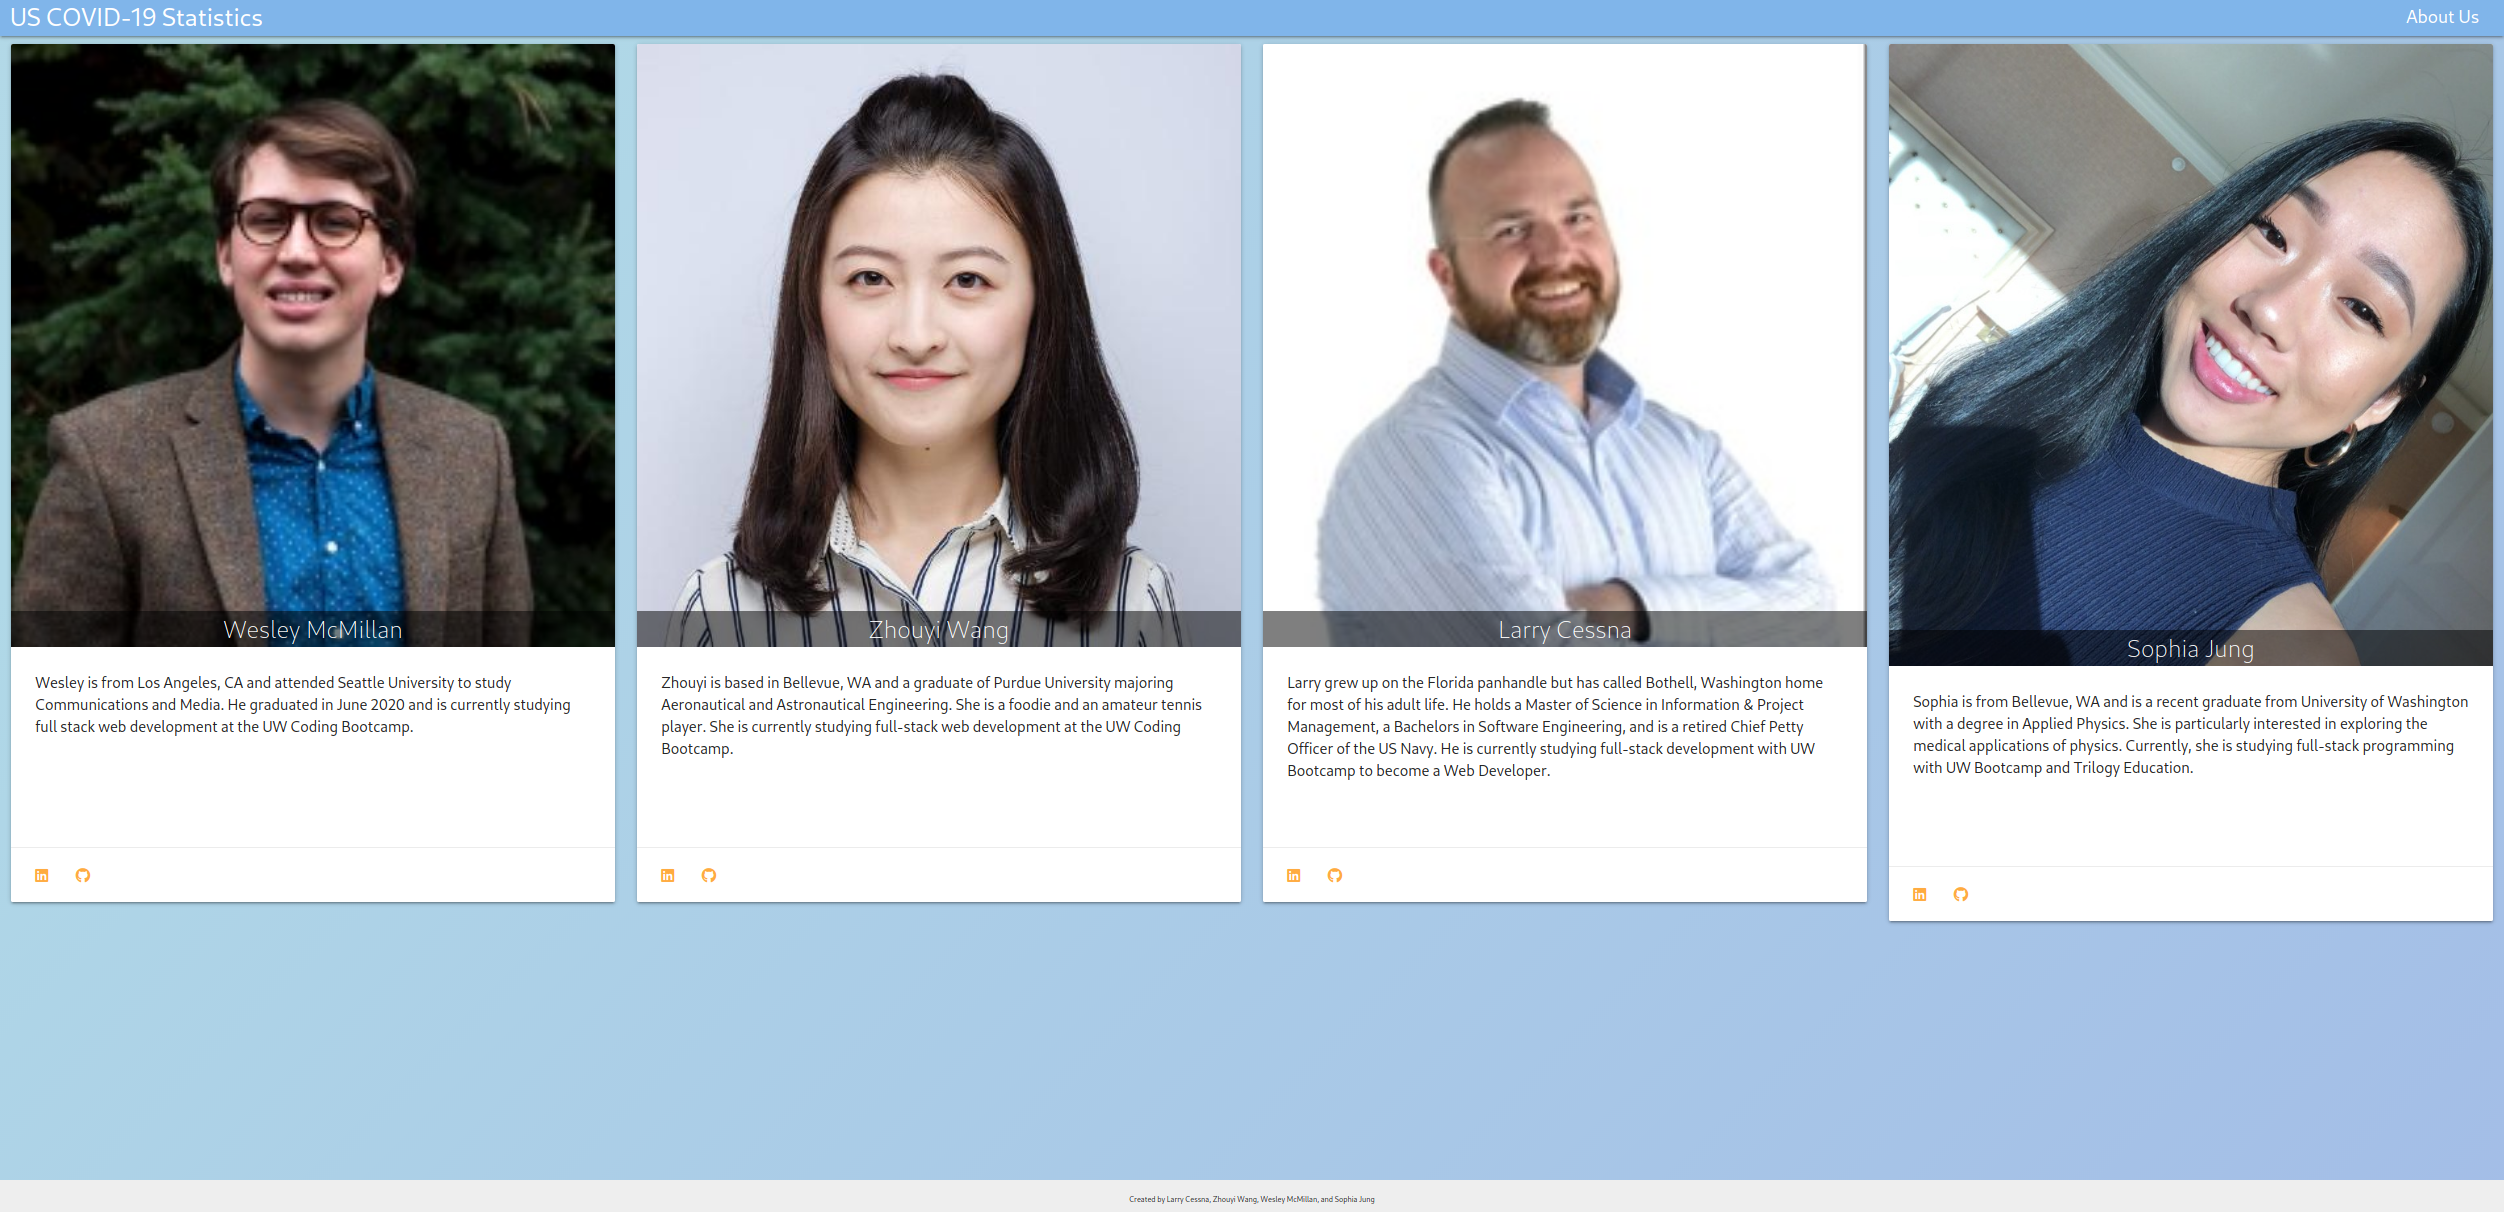 US COVID-19 Statistics
About Us
Wesley McMillan
Wesley is from Los Angeles, CA and attended Seattle University to study
Communications and Media. He graduated in June 2020 and is currently studying
full stack web development at the UW Coding Bootcamp.
Zhouyi Wang
Zhouyi is based in Bellevue, WA and a graduate of Purdue University majoring
Aeronautical and Astronautical Engineering. She is a foodie and an amateur tennis
player. She is currently studying full-stack web development at the UW Coding
Bootcamp.
Larry Cessna
Larry grew up on the Florida panhandle but has called Bothell, Washington home
for most of his adult life. He holds a Master of Science in Information & Project
Management, a Bachelors in Software Engineering, and is a retired Chief Petty
Officer of the US Navy. He is currently studying full-stack development with UW
Bootcamp to become a Web Developer.
Sophia Jung
Sophia is from Bellevue, WA and is a recent graduate from University of Washington
with a degree in Applied Physics. She is particularly interested in exploring the
medical applications of physics. Currently, she is studying full-stack programming
with UW Bootcamp and Trilogy Education.
Created by Larry Cessna, Zhouyi Wang, Wesley McMillan, and Sophia Jung